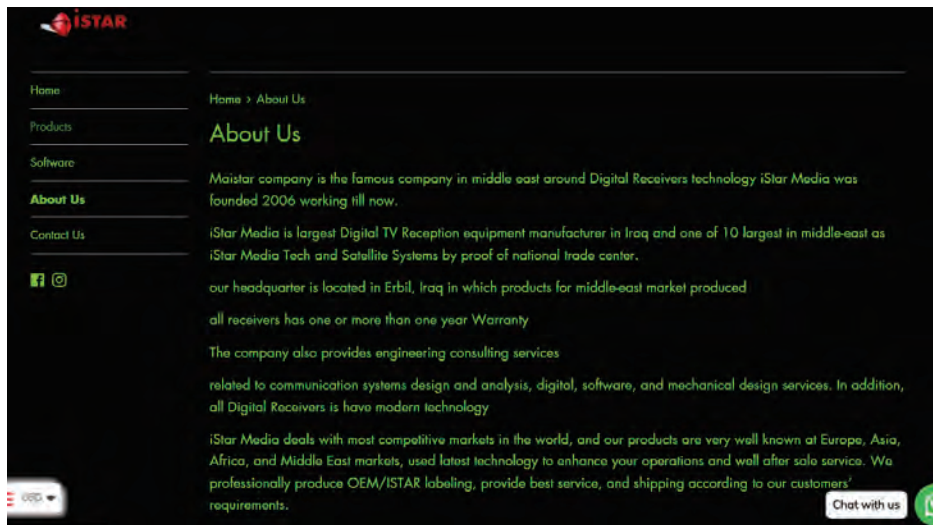 iSTAR
Home
Products
Software
About Us
Contact Us
Home > About Us
About Us
Maistar company is the famous company in middle east around Digital Receivers technology iStar Media was
founded 2006 working till now.
iStar Media is largest Digital TV Reception equipment manufacturer in Iraq and one of 10 largest in middle-east as
iStar Media Tech and Satellite Systems by proof of national trade center.
our headquarter is located in Erbil, Iraq in which products for middle-east market produced
all receivers has one or more than one year Warranty
The company also provides engineering consulting services
related to communication systems design and analysis, digital, software, and mechanical design services. In addition,
all Digital Receivers is have modern technology
iStar Media deals with most competitive markets in the world, and our products are very well known at Europe, Asia,
Africa, and Middle East markets, used latest technology to enhance your operations and well after sale service. We
professionally produce OEM/ISTAR labeling, provide best service, and shipping according to our customers'
requirements.
Chat with us